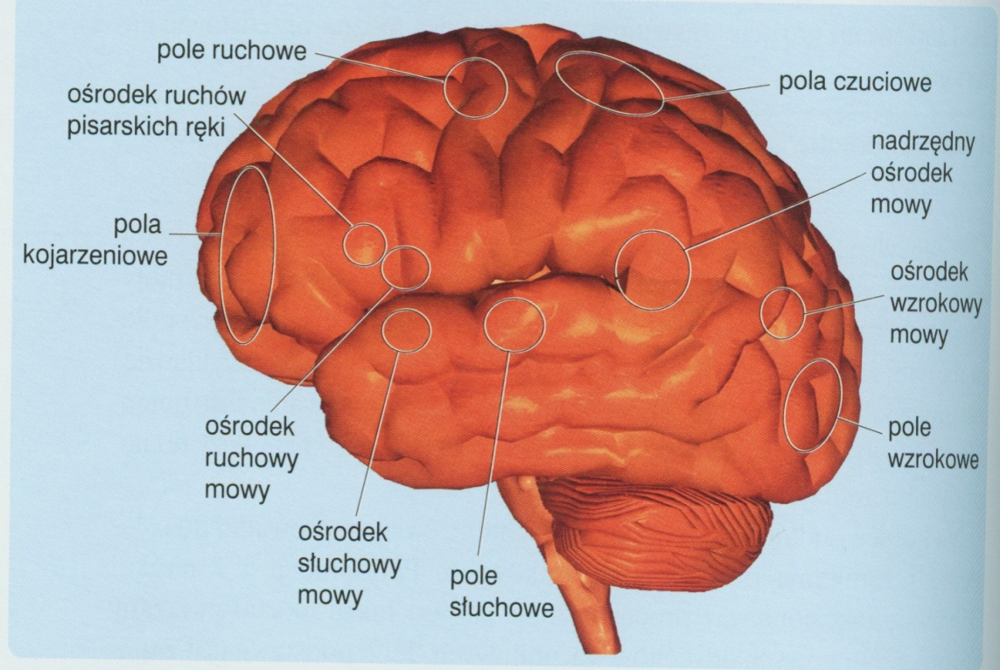 pole ruchowe
ośrodek ruchów
pisarskich ręki
pola
kojarzeniowe
ośrodek
ruchowy
mowy
ośrodek
słuchowy
mowy
pole
słuchowe
pola czuciowe
nadrzędny
ośrodek
mowy
ośrodek
wzrokowy
mowy
pole
wzrokowe